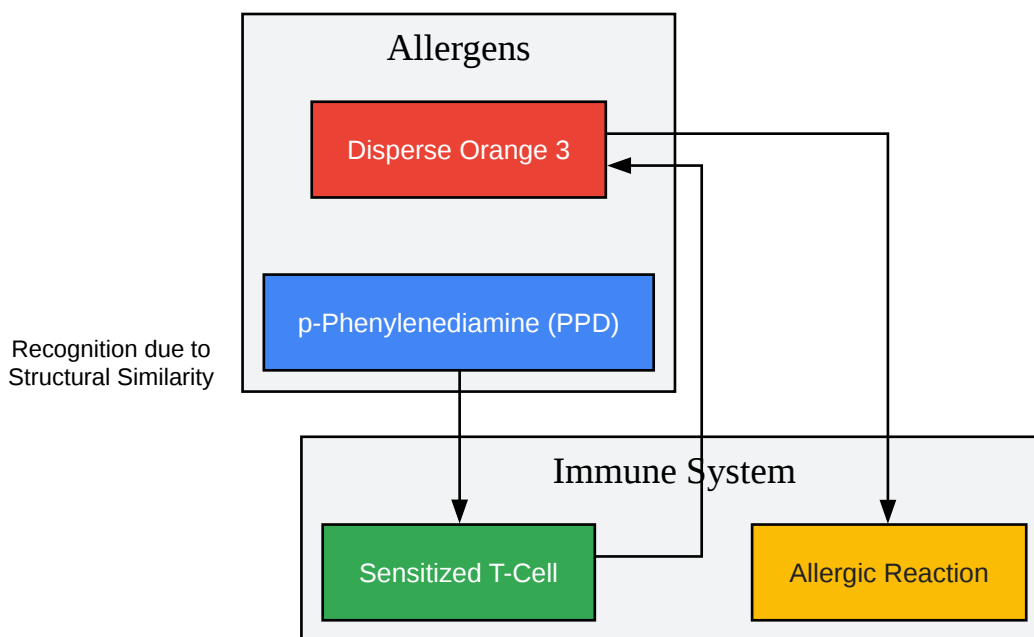 Allergens
Disperse Orange 3
p-Phenylenediamine (PPD)
Recognition due to
Structural Similarity
Immune System
Sensitized T-Cell
Allergic Reaction